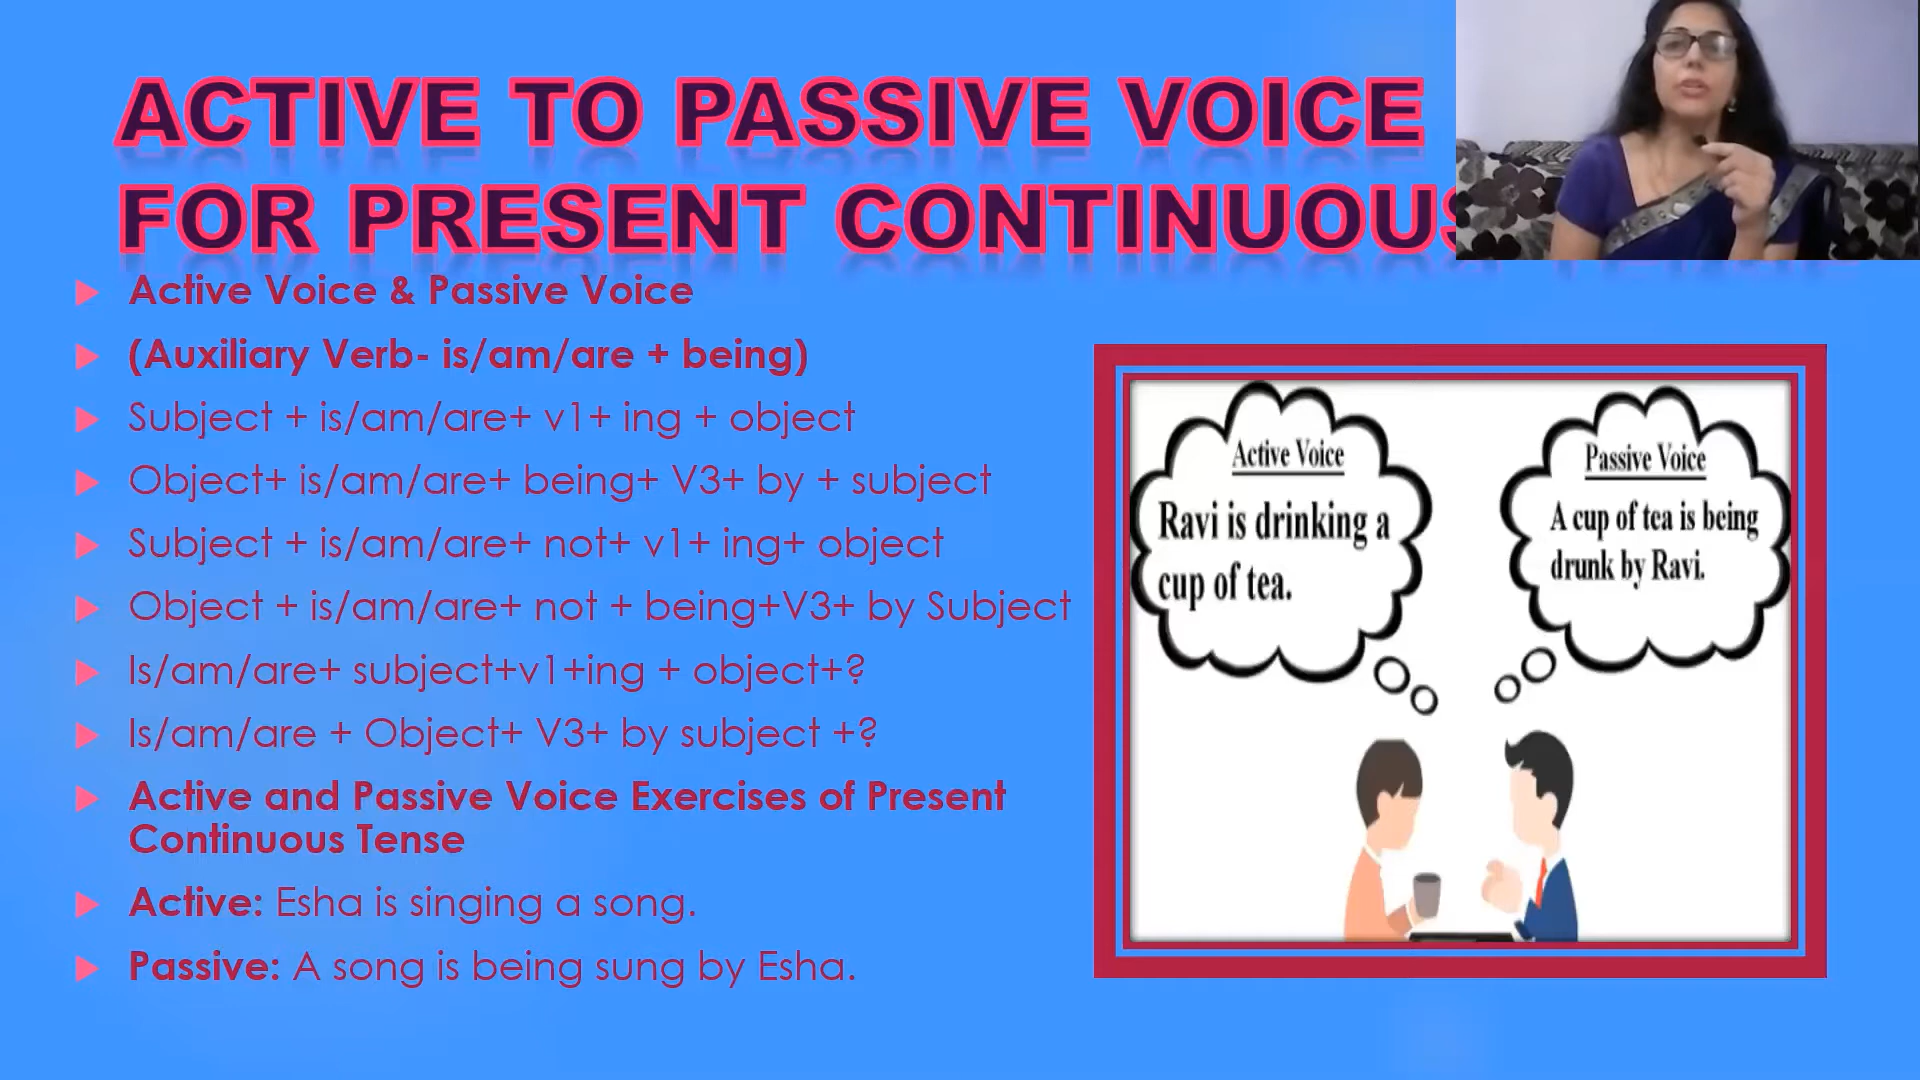 ACTIVE TO PASSIVE VOICE
FOR PRESENT CONTINUOUS
Active Voice & Passive Voice
(Auxiliary Verb- is/am/are + being)
Subject + is/am/are+ v1+ ing + object
Object+ is/am/are+ being+ V3+ by + subject
Subject + is/am/are+ not+ v1+ ing+ object
Object + is/am/are+ not + being+V3+ by Subject
Is/am/are+ subject+v1+ing + object+?
Is/am/are + Object+ V3+ by subject +?
Active and Passive Voice Exercises of Present
Continuous Tense
Active: Esha is singing a song.
Passive: A song is being sung by Esha.
Active Voice
Ravi is drinking a
cup of tea.
Passive Voice
A cup of tea is being
drunk by Ravi.